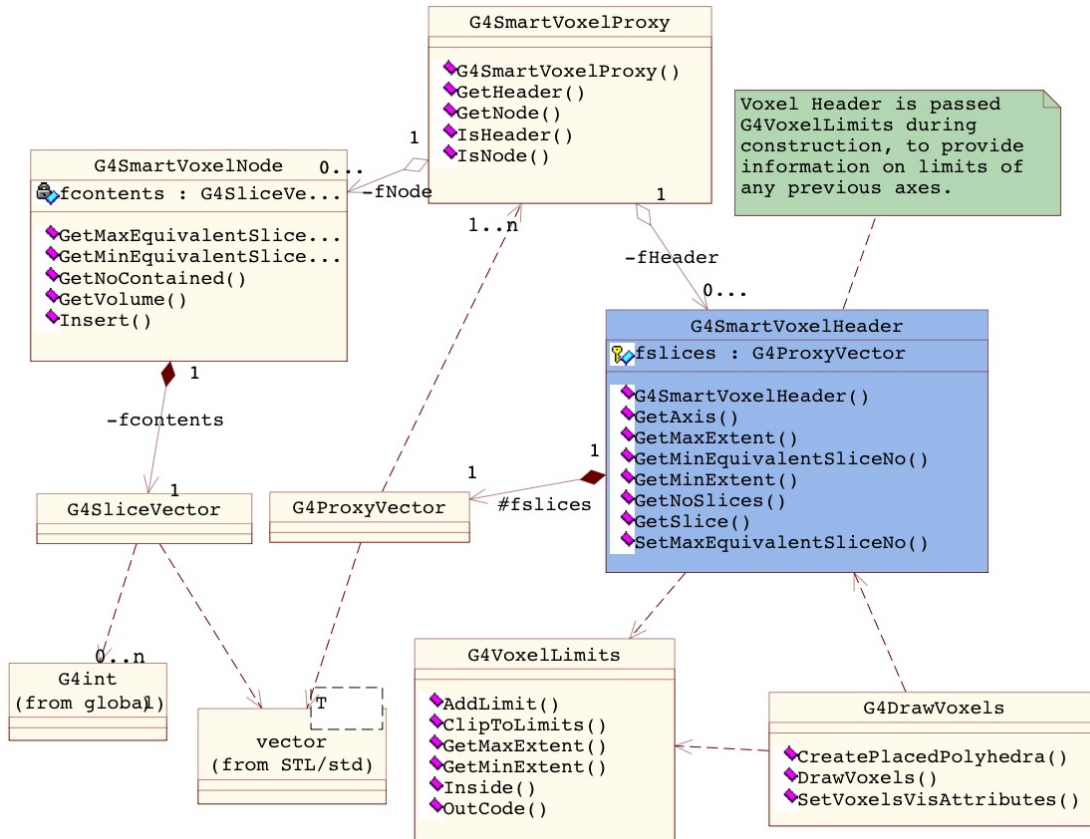 G4SmartVoxelProxy
G4SmartVoxelProxy()
GetHeader()
GetNode()
IsHeader()
IsNode()
Voxel Header is passed
G4VoxelLimits during
construction, to provide
information on limits of
any previous axes.
G4SmartVoxelNode
fcontents : G4SliceVe...
GetMaxEquivalentSlice...
GetMinEquivalentSlice...
GetNoContained()
GetVolume()
Insert()
1
0...
-fNode
1
1..n
-fHeader
0...
G4SmartVoxelHeader
fslices : G4ProxyVector
G4SmartVoxelHeader()
GetAxis()
GetMaxExtent()
GetMinEquivalentSliceNo()
GetMinExtent()
GetNoSlices()
GetSlice()
SetMaxEquivalentSliceNo()
1
-fcontents
1
G4SliceVector
G4ProxyVector
1
1
#fslices
0..n
G4int
(from global)
1
T
vector
(from STL/std)
G4VoxelLimits
AddLimit()
ClipToLimits()
GetMaxExtent()
GetMinExtent()
Inside()
OutCode()
G4DrawVoxels
CreatePlacedPolyhedra()
DrawVoxels()
SetVoxelsVisAttributes()